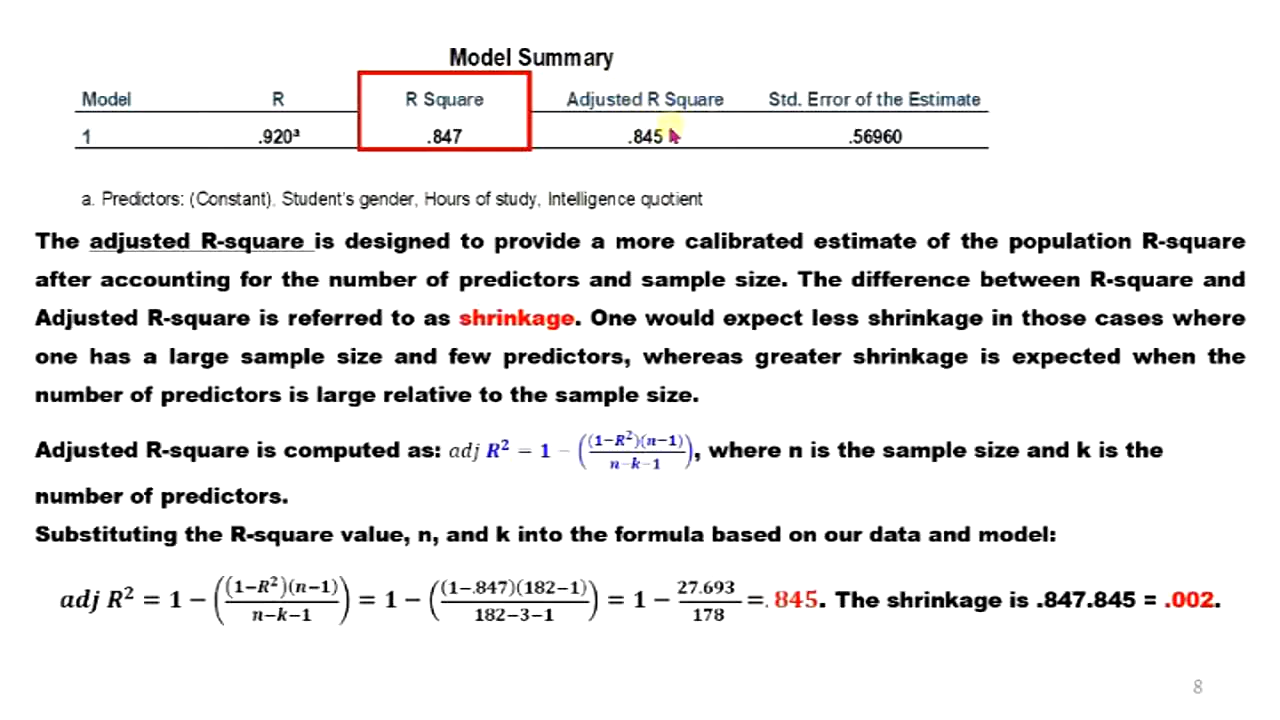 Model Summary
Model R R Square Adjusted R Square Std. Error of the Estimate
1 .920ᵃ .847 .845 .56960
a. Predictors: (Constant), Student's gender, Hours of study, Intelligence quotient
The adjusted R-square is designed to provide a more calibrated estimate of the population R-square
after accounting for the number of predictors and sample size. The difference between R-square and
Adjusted R-square is referred to as shrinkage. One would expect less shrinkage in those cases where
one has a large sample size and few predictors, whereas greater shrinkage is expected when the
number of predictors is large relative to the sample size.
Adjusted R-square is computed as: adj R² = 1 − ((1−R²)(n−1)/(n−k−1)), where n is the sample size and k is the
number of predictors.
Substituting the R-square value, n, and k into the formula based on our data and model:
adj R² = 1 − ((1−R²)(n−1)/(n−k−1)) = 1 − ((1−.847)(182−1)/(182−3−1)) = 1 − 27.693/178 =. 845. The shrinkage is .847.845 = .002.
8